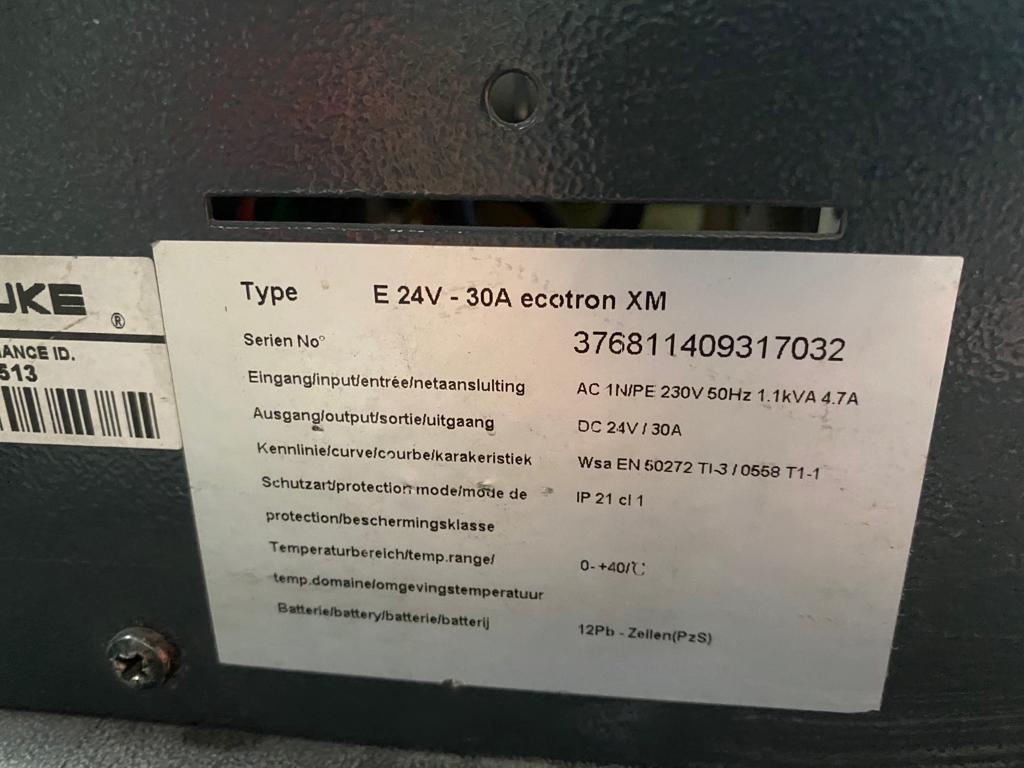 UKE
®
ANCE ID.
513
Type E 24V - 30A ecotron XM
Serien No° 376811409317032
Eingang/input/entrée/netaanslulting AC 1N/PE 230V 50Hz 1.1kVA 4.7A
Ausgang/output/sortie/uitgaang DC 24V / 30A
Kennlinie/curve/courbe/karakeristiek Wsa EN 50272 TI-3 / 0558 T1-1
Schutzart/protection mode/mode de IP 21 cl 1
protection/beschermingsklasse
Temperaturbereich/temp.range/ 0- +40/℃
temp.domaine/omgevingstemperatuur
Batterie/battery/batterie/batterij 12Pb - Zellen(PzS)